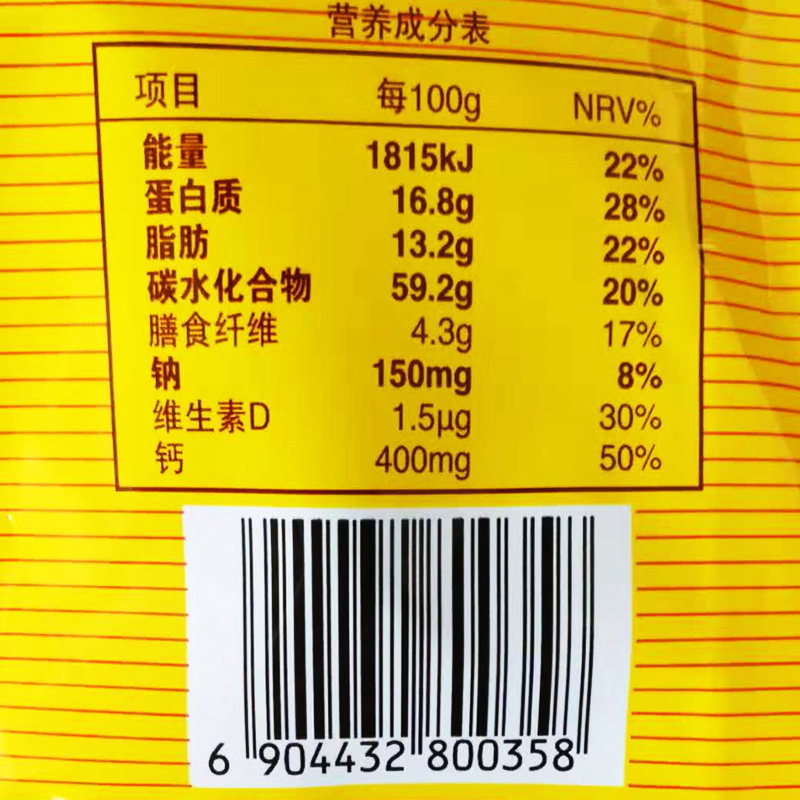 营养成分表
项目 每100g NRV%
能量 1815kJ 22%
蛋白质 16.8g 28%
脂肪 13.2g 22%
碳水化合物 59.2g 20%
膳食纤维 4.3g 17%
钠 150mg 8%
维生素D 1.5µg 30%
钙 400mg 50%
6 904432 800358